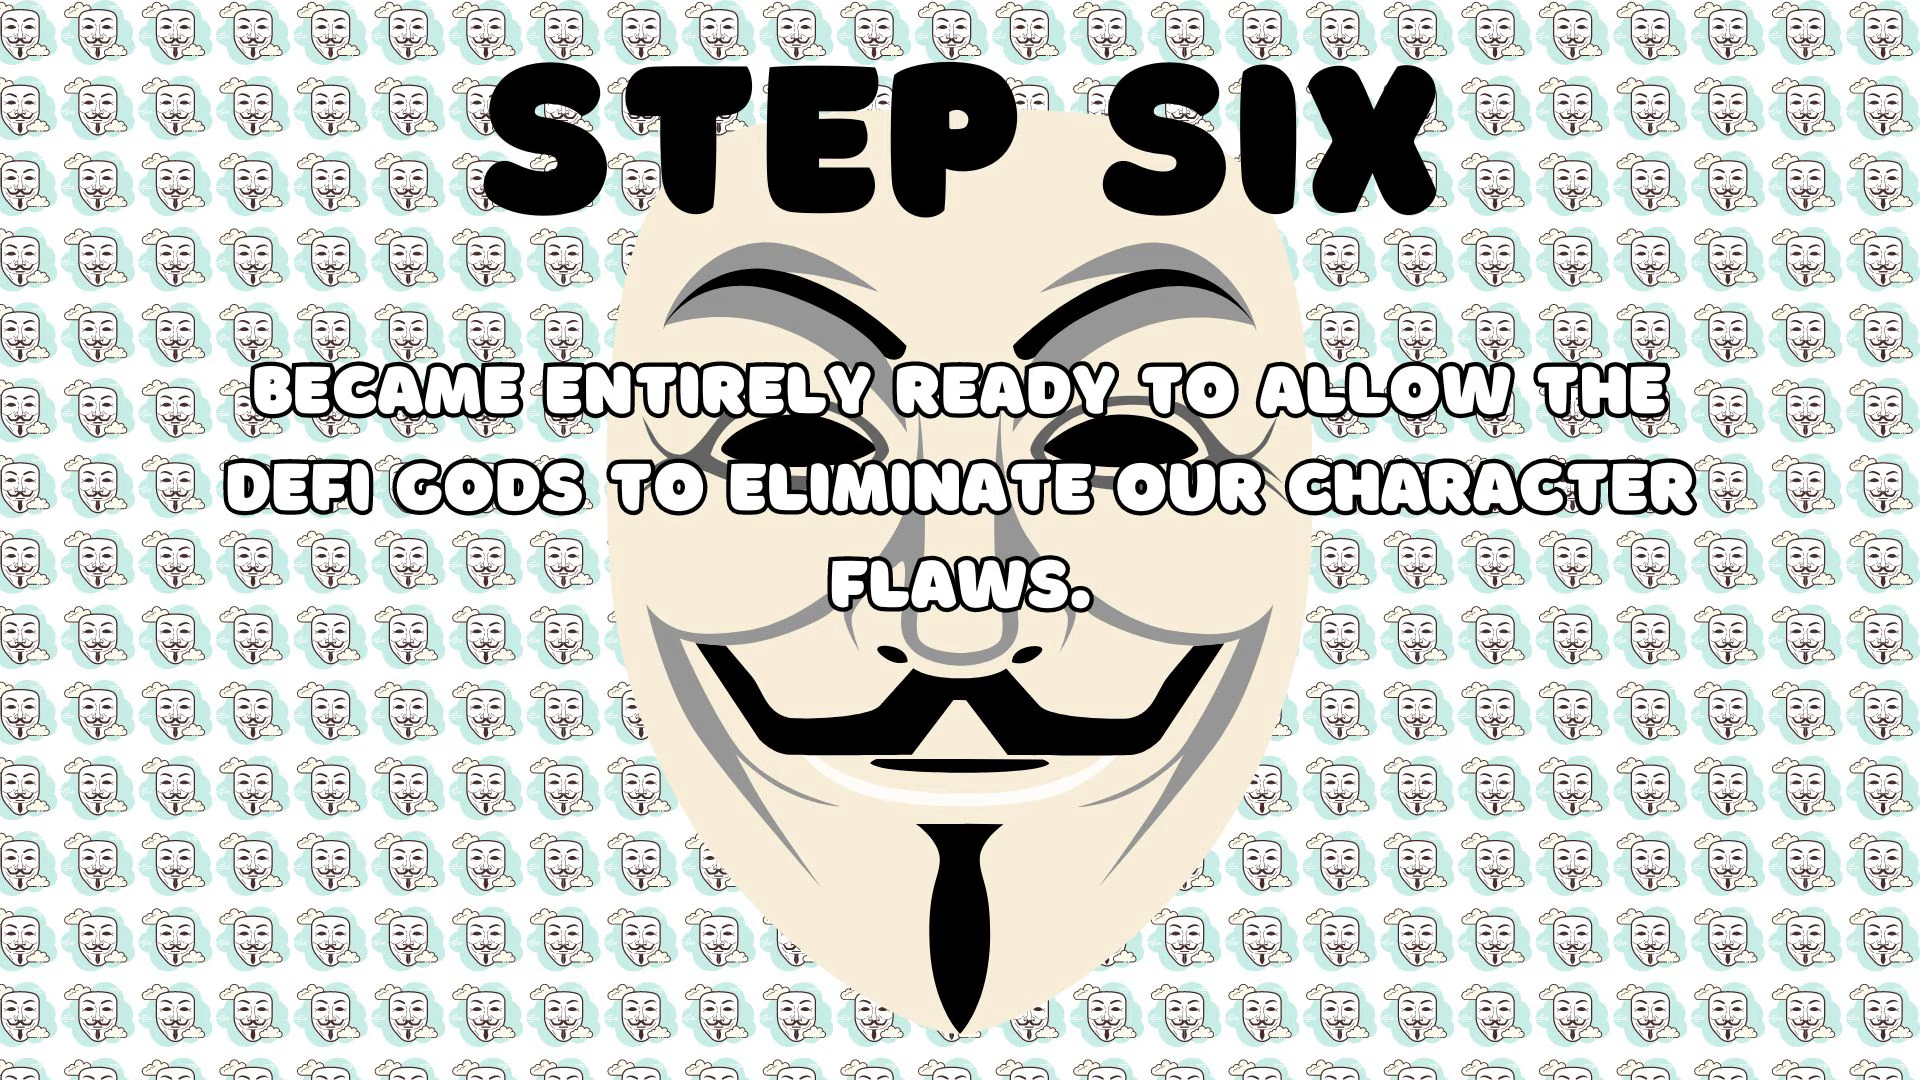 STEP SIX
BECAME ENTIRELY READY TO ALLOW THE
DEFI GODS TO ELIMINATE OUR CHARACTER
FLAWS.